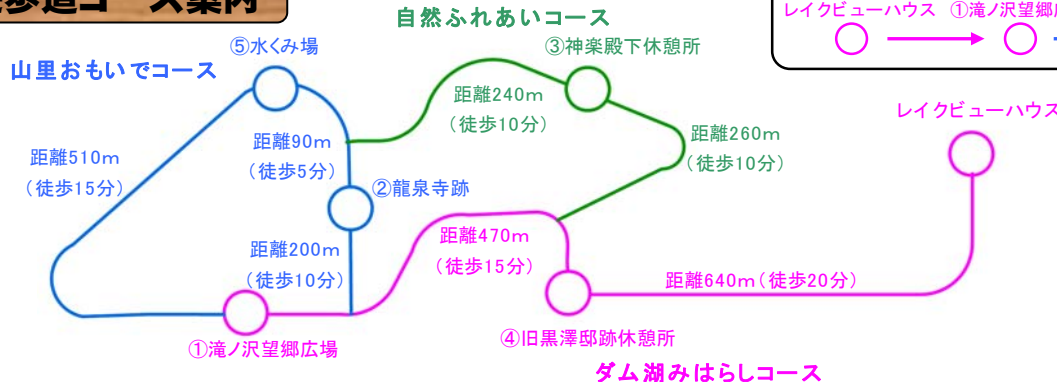 歩道コース案内
自然ふれあいコース
レイクビューハウス ①滝ノ沢望郷
⑤水くみ場
③神楽殿下休憩所
山里おもいでコース
距離240m
(徒歩10分)
レイクビューハウス
距離510m
(徒歩15分)
距離90m
(徒歩5分)
距離260m
(徒歩10分)
②龍泉寺跡
距離200m
(徒歩10分)
距離470m
(徒歩15分)
距離640m(徒歩20分)
①滝ノ沢望郷広場
④旧黒澤邸跡休憩所
ダム湖みはらしコース